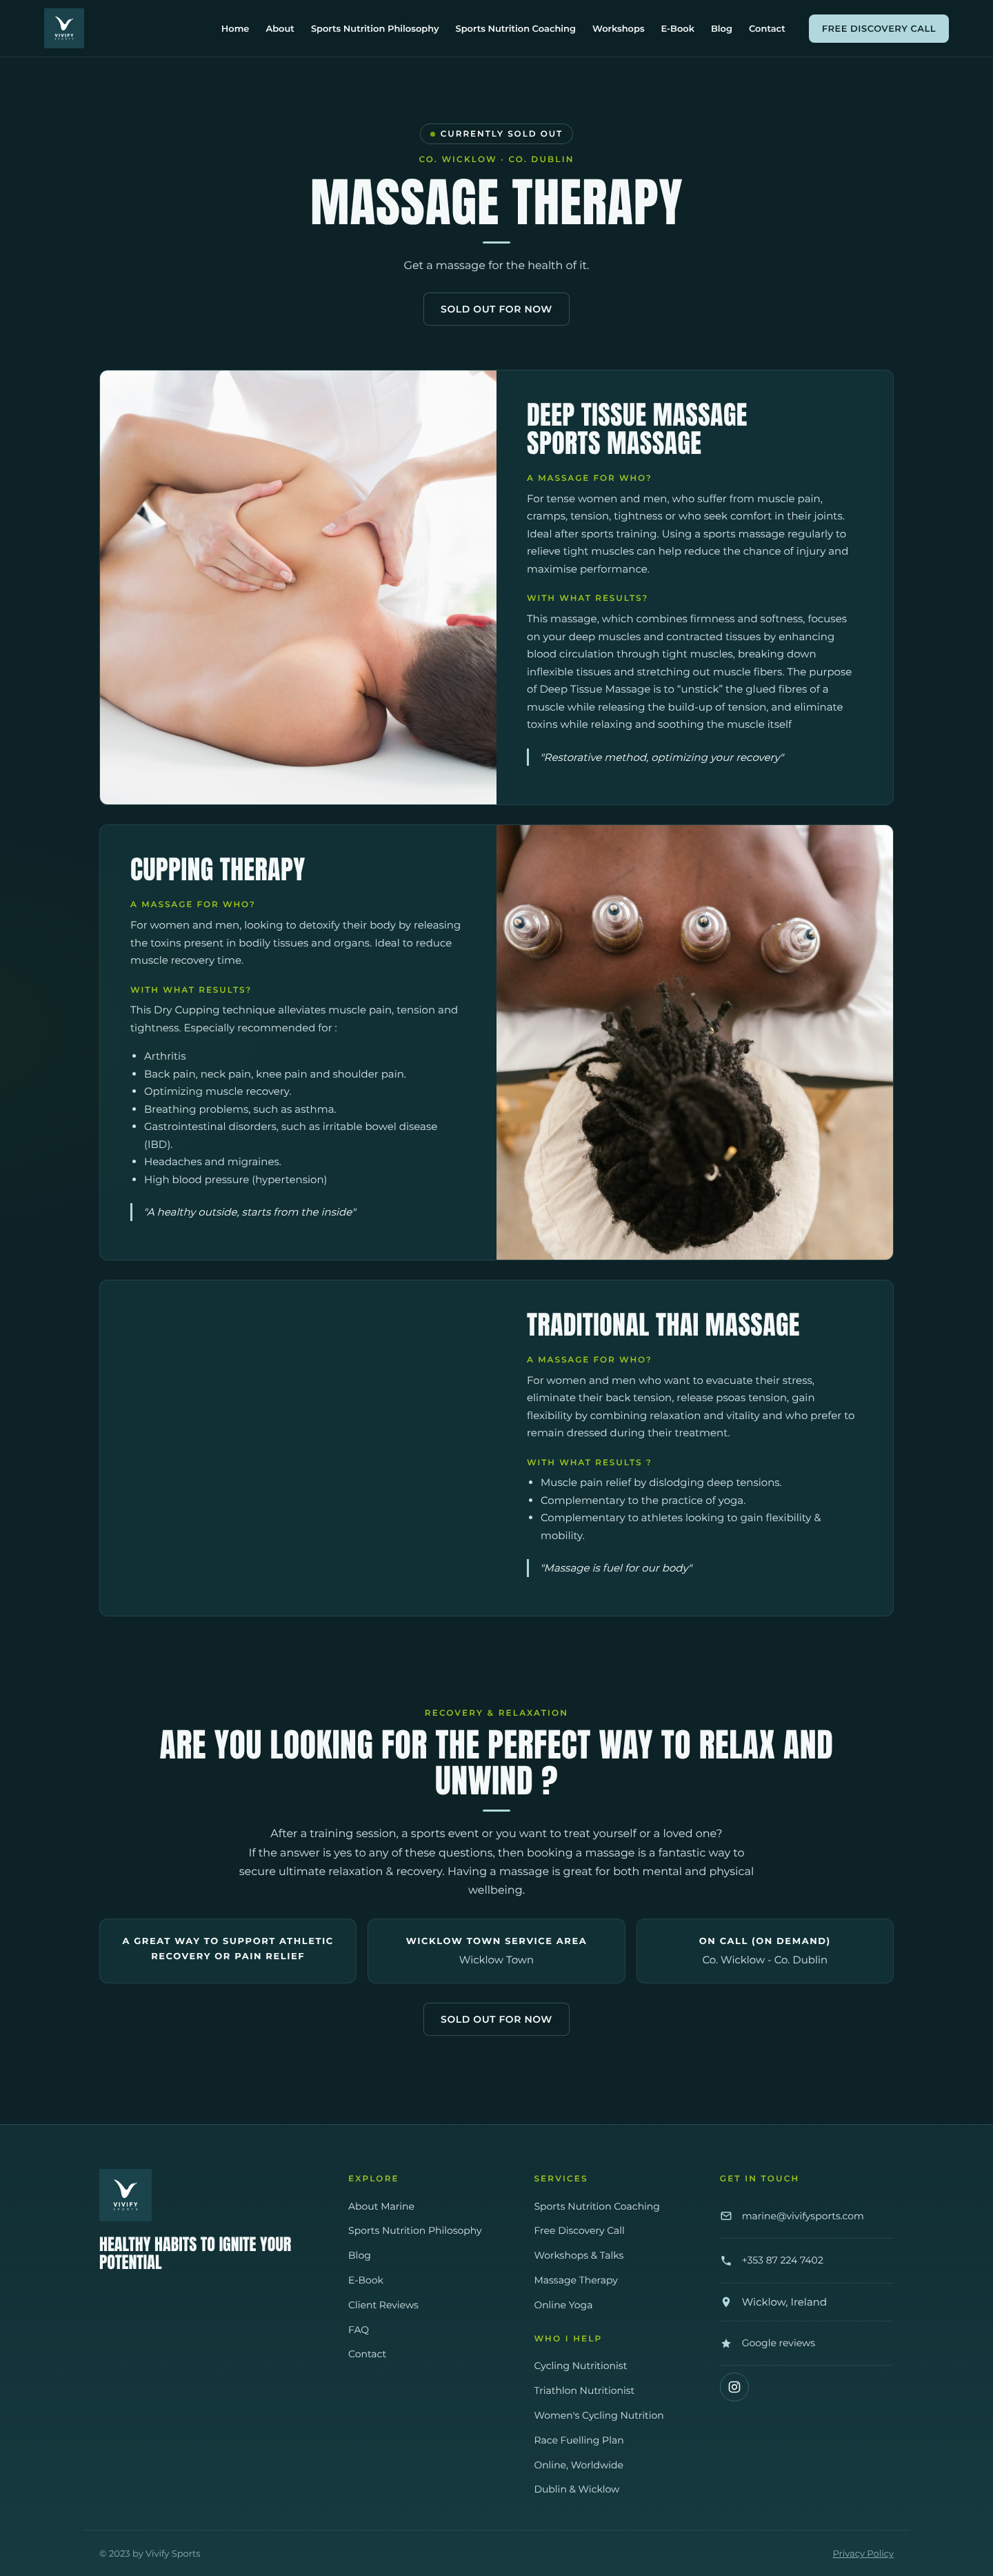 VIVIFY
SPORTS
Home About Sports Nutrition Philosophy Sports Nutrition Coaching Workshops E-Book Blog Contact FREE DISCOVERY CALL
CURRENTLY SOLD OUT
CO. WICKLOW · CO. DUBLIN
MASSAGE THERAPY
Get a massage for the health of it.
SOLD OUT FOR NOW
DEEP TISSUE MASSAGE
SPORTS MASSAGE
A MASSAGE FOR WHO?
For tense women and men, who suffer from muscle pain,
cramps, tension, tightness or who seek comfort in their joints.
Ideal after sports training. Using a sports massage regularly to
relieve tight muscles can help reduce the chance of injury and
maximise performance.
WITH WHAT RESULTS?
This massage, which combines firmness and softness, focuses
on your deep muscles and contracted tissues by enhancing
blood circulation through tight muscles, breaking down
inflexible tissues and stretching out muscle fibers. The purpose
of Deep Tissue Massage is to “unstick” the glued fibres of a
muscle while releasing the build-up of tension, and eliminate
toxins while relaxing and soothing the muscle itself
"Restorative method, optimizing your recovery"
CUPPING THERAPY
A MASSAGE FOR WHO?
For women and men, looking to detoxify their body by releasing
the toxins present in bodily tissues and organs. Ideal to reduce
muscle recovery time.
WITH WHAT RESULTS?
This Dry Cupping technique alleviates muscle pain, tension and
tightness. Especially recommended for :
• Arthritis
• Back pain, neck pain, knee pain and shoulder pain.
• Optimizing muscle recovery.
• Breathing problems, such as asthma.
• Gastrointestinal disorders, such as irritable bowel disease
(IBD).
• Headaches and migraines.
• High blood pressure (hypertension)
"A healthy outside, starts from the inside"
TRADITIONAL THAI MASSAGE
A MASSAGE FOR WHO?
For women and men who want to evacuate their stress,
eliminate their back tension, release psoas tension, gain
flexibility by combining relaxation and vitality and who prefer to
remain dressed during their treatment.
WITH WHAT RESULTS ?
• Muscle pain relief by dislodging deep tensions.
• Complementary to the practice of yoga.
• Complementary to athletes looking to gain flexibility &
mobility.
"Massage is fuel for our body"
RECOVERY & RELAXATION
ARE YOU LOOKING FOR THE PERFECT WAY TO RELAX AND
UNWIND ?
After a training session, a sports event or you want to treat yourself or a loved one?
If the answer is yes to any of these questions, then booking a massage is a fantastic way to
secure ultimate relaxation & recovery. Having a massage is great for both mental and physical
wellbeing.
A GREAT WAY TO SUPPORT ATHLETIC
RECOVERY OR PAIN RELIEF
WICKLOW TOWN SERVICE AREA
Wicklow Town
ON CALL (ON DEMAND)
Co. Wicklow - Co. Dublin
SOLD OUT FOR NOW
VIVIFY
SPORTS
HEALTHY HABITS TO IGNITE YOUR
POTENTIAL
EXPLORE
About Marine
Sports Nutrition Philosophy
Blog
E-Book
Client Reviews
FAQ
Contact
SERVICES
Sports Nutrition Coaching
Free Discovery Call
Workshops & Talks
Massage Therapy
Online Yoga
WHO I HELP
Cycling Nutritionist
Triathlon Nutritionist
Women's Cycling Nutrition
Race Fuelling Plan
Online, Worldwide
Dublin & Wicklow
GET IN TOUCH
marine@vivifysports.com
+353 87 224 7402
Wicklow, Ireland
Google reviews
© 2023 by Vivify Sports
Privacy Policy